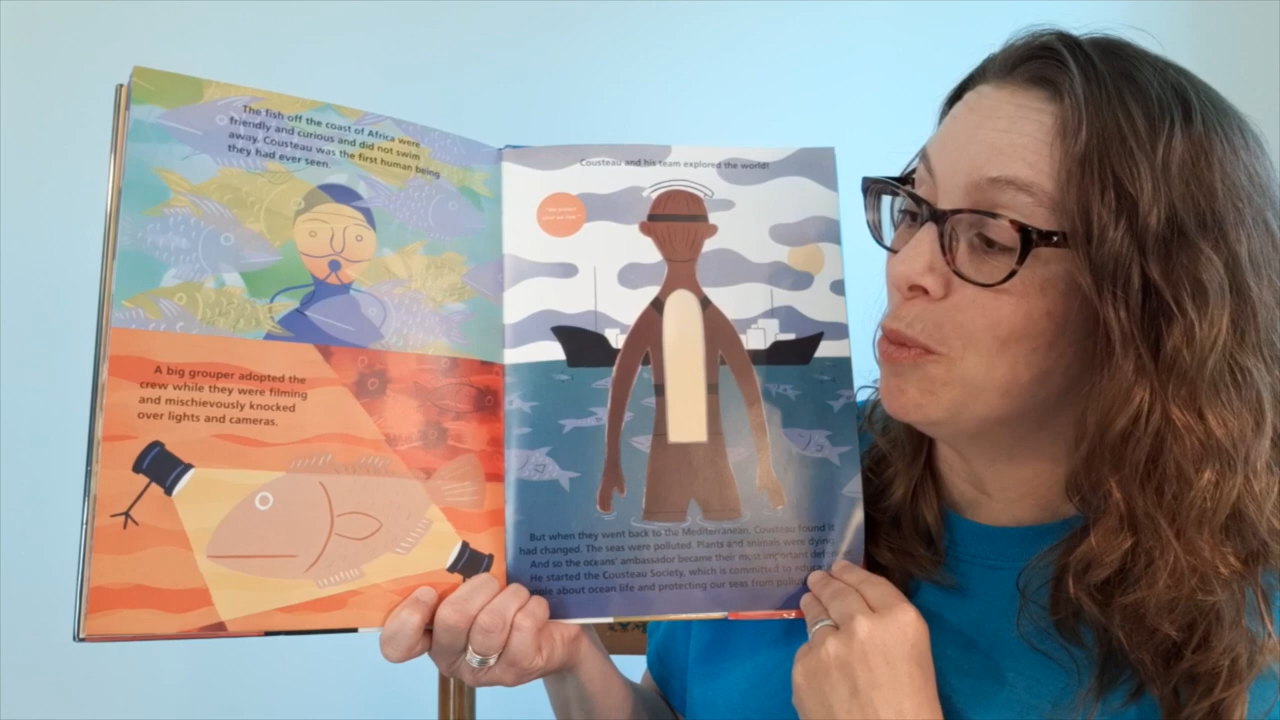 The fish off the coast of Africa were
friendly and curious and did not swim
away. Cousteau was the first human being
they had ever seen.
A big grouper adopted the
crew while they were filming
and mischievously knocked
over lights and cameras.
Cousteau and his team explored the world!
But when they went back to the Mediterranean, Cousteau found it
had changed. The seas were polluted. Plants and animals were dying.
And so the oceans' ambassador became their most important
He started the Cousteau Society, which is committed to
about ocean life and protecting our seas from